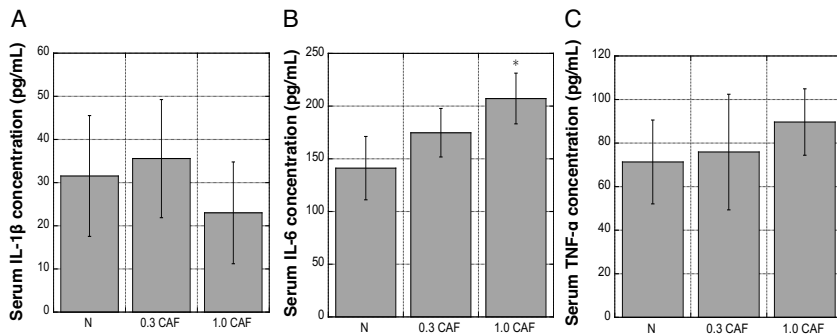 A
Serum IL-1β concentration (pg/mL)
60
50
40
30
20
10
0
N
0.3 CAF
1.0 CAF
B
Serum IL-6 concentration (pg/mL)
250
200
150
100
50
0
*
N
0.3 CAF
1.0 CAF
C
Serum TNF-α concentration (pg/mL)
120
100
80
60
40
20
0
N
0.3 CAF
1.0 CAF